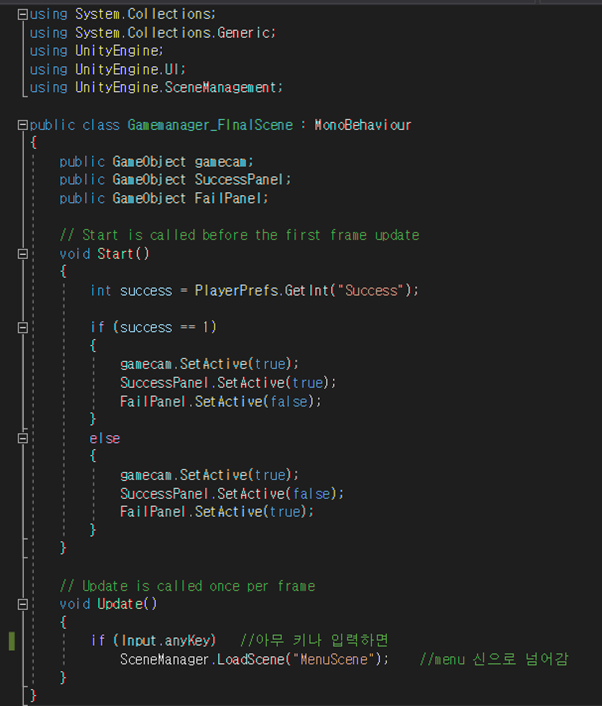 using System.Collections;
using System.Collections.Generic;
using UnityEngine;
using UnityEngine.UI;
using UnityEngine.SceneManagement;

public class Gamemanager_FInalScene : MonoBehaviour
{
    public GameObject gamecam;
    public GameObject SuccessPanel;
    public GameObject FailPanel;

    // Start is called before the first frame update
    void Start()
    {
        int success = PlayerPrefs.GetInt("Success");

        if (success == 1)
        {
            gamecam.SetActive(true);
            SuccessPanel.SetActive(true);
            FailPanel.SetActive(false);
        }
        else
        {
            gamecam.SetActive(true);
            SuccessPanel.SetActive(false);
            FailPanel.SetActive(true);
        }
    }

    // Update is called once per frame
    void Update()
    {
        if (Input.anyKey)   //아무 키나 입력하면
            SceneManager.LoadScene("MenuScene");    //menu 신으로 넘어감
    }
}